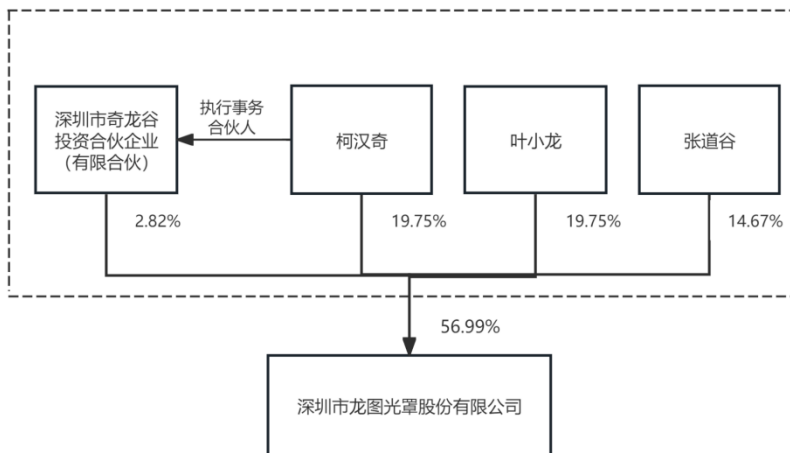 深圳市奇龙谷
投资合伙企业
（有限合伙）
执行事务
合伙人
柯汉奇
叶小龙
张道谷
2.82%
19.75%
19.75%
14.67%
56.99%
深圳市龙图光罩股份有限公司